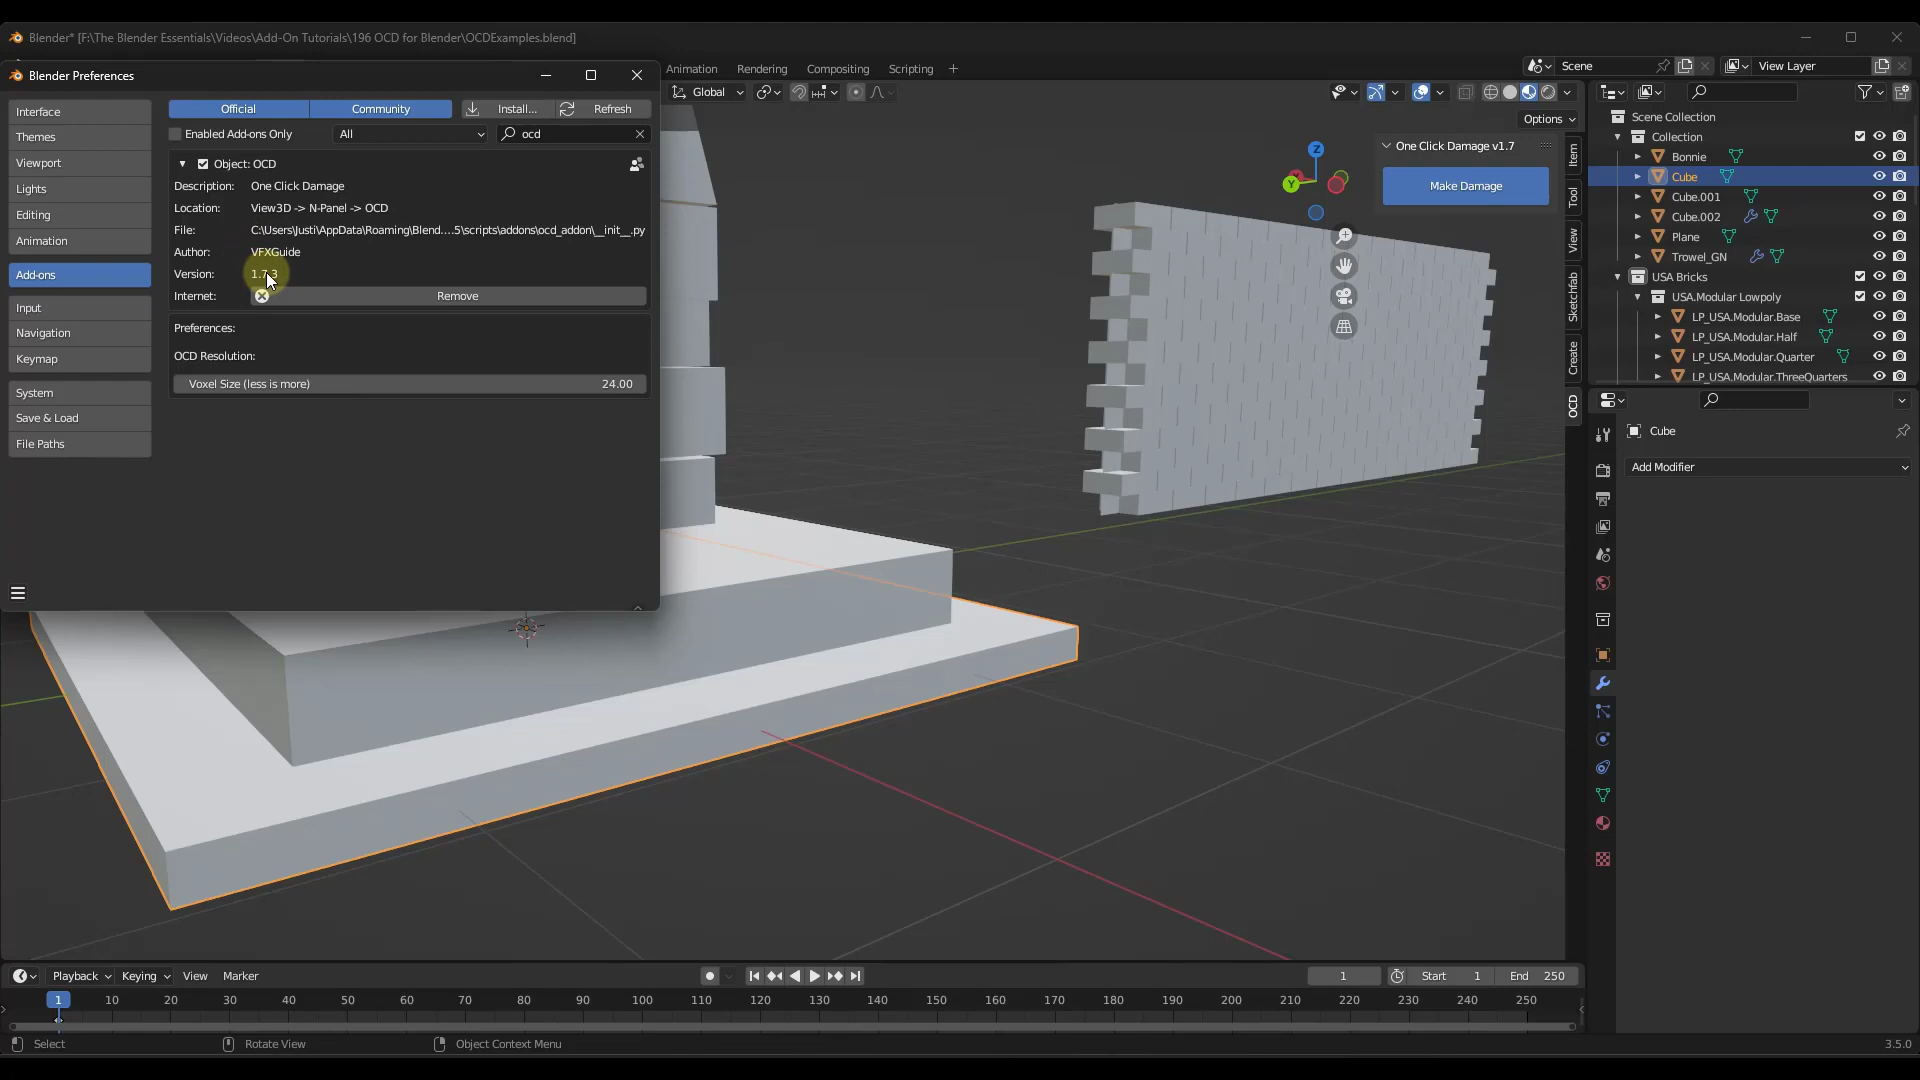 Blender* [F:\The Blender Essentials\Videos\Add-On Tutorials\196 OCD for Blender\OCDExamples.blend]
Blender Preferences
Animation Rendering Compositing Scripting
Scene
View Layer
Interface
Themes
Viewport
Lights
Editing
Animation
Add-ons
Input
Navigation
Keymap
System
Save & Load
File Paths
Official Community Install... Refresh
Enabled Add-ons Only All ocd
Object: OCD
Description: One Click Damage
Location: View3D -> N-Panel -> OCD
File: C:\Users\Justi\AppData\Roaming\Blend....5\scripts\addons\ocd_addon\__init__.py
Author: VFXGuide
Version: 1.7.3
Internet: Remove
Preferences:
OCD Resolution:
Voxel Size (less is more) 24.00
Global
Options
One Click Damage v1.7
Make Damage
Z
Y
Item
Tool
View
Sketchfab
Create
OCD
Scene Collection
Collection
Bonnie
Cube
Cube.001
Cube.002
Plane
Trowel_GN
USA Bricks
USA.Modular Lowpoly
LP_USA.Modular.Base
LP_USA.Modular.Half
LP_USA.Modular.Quarter
LP_USA.Modular.ThreeQuarters
Cube
Add Modifier
Playback Keying View Marker
1 Start 1 End 250
1 10 20 30 40 50 60 70 80 90 100 110 120 130 140 150 160 170 180 190 200 210 220 230 240 250
Select Rotate View Object Context Menu 3.5.0